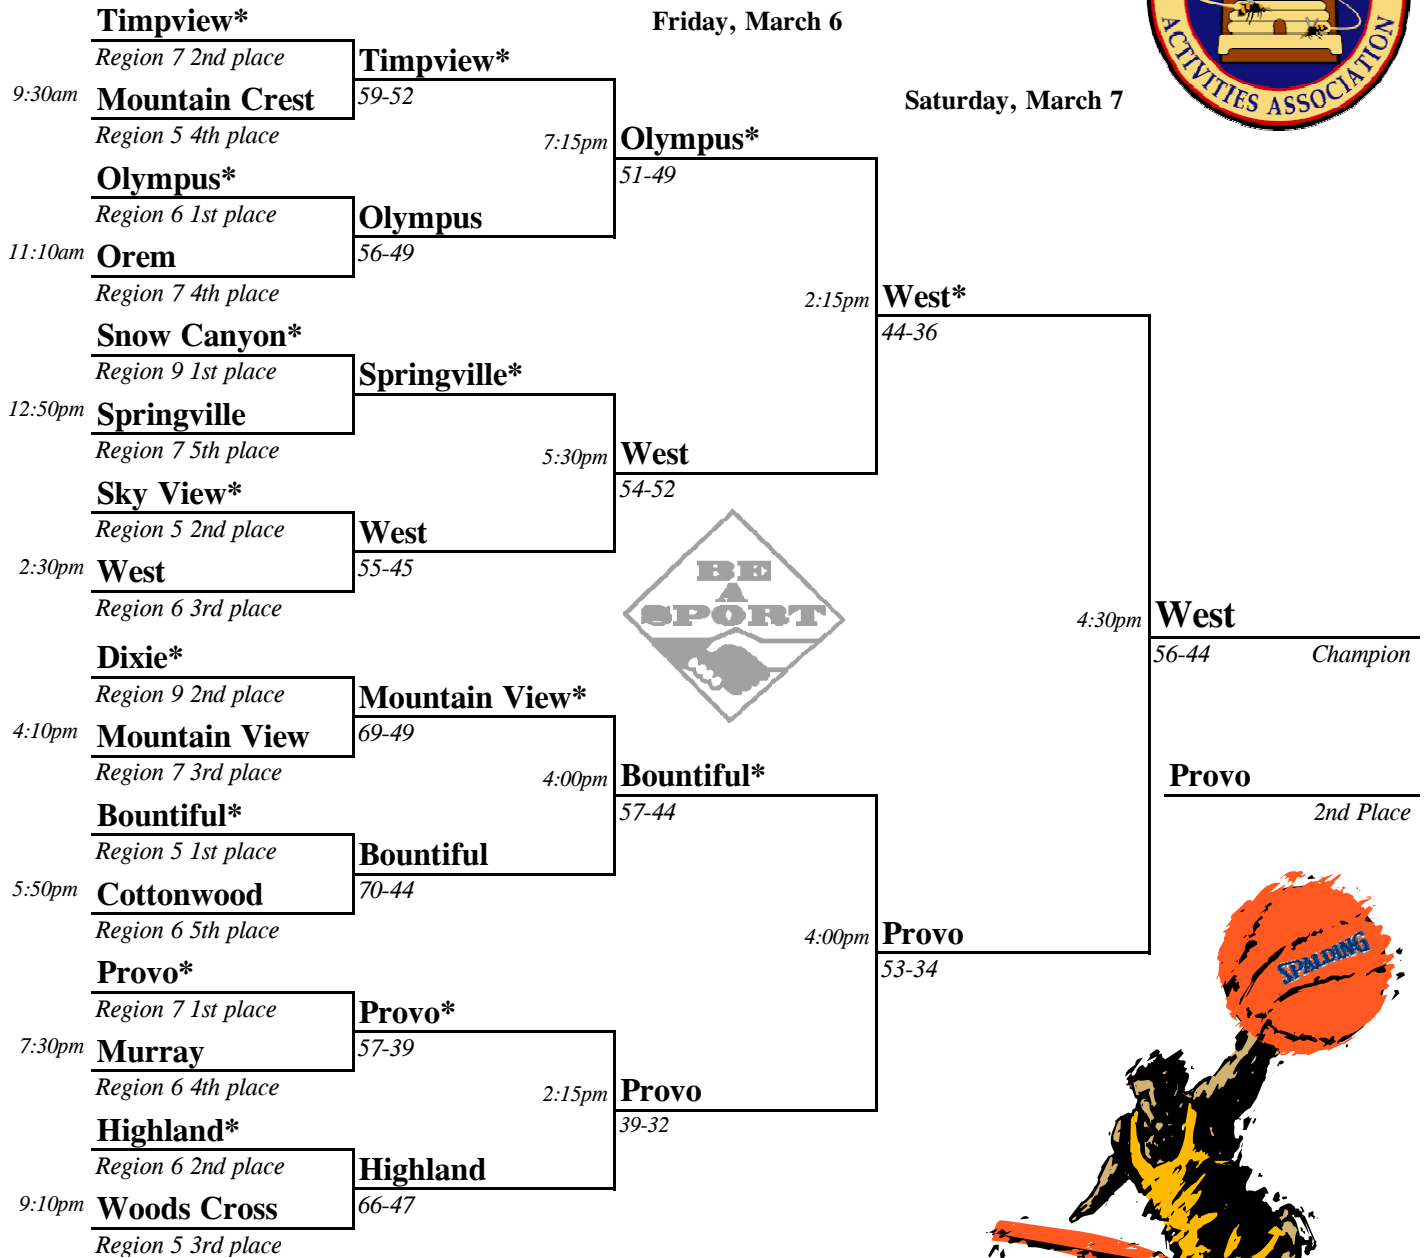 Timpview*
Region 7 2nd place
9:30am Mountain Crest
Region 5 4th place
Olympus*
Region 6 1st place
11:10am Orem
Region 7 4th place
Snow Canyon*
Region 9 1st place
12:50pm Springville
Region 7 5th place
Sky View*
Region 5 2nd place
2:30pm West
Region 6 3rd place
Dixie*
Region 9 2nd place
4:10pm Mountain View
Region 7 3rd place
Bountiful*
Region 5 1st place
5:50pm Cottonwood
Region 6 5th place
Provo*
Region 7 1st place
7:30pm Murray
Region 6 4th place
Highland*
Region 6 2nd place
9:10pm Woods Cross
Region 5 3rd place
Timpview*
59-52
Olympus
56-49
Springville*
West
55-45
Mountain View*
69-49
Bountiful
70-44
Provo*
57-39
Highland
66-47
Friday, March 6
7:15pm Olympus*
51-49
5:30pm West
54-52
BE
A
SPORT
4:00pm Bountiful*
57-44
2:15pm Provo
39-32
Saturday, March 7
2:15pm West*
44-36
4:00pm Provo
53-34
ACTIVITIES ASSOCIATION
4:30pm West
56-44 Champion
Provo
2nd Place
SPALDING